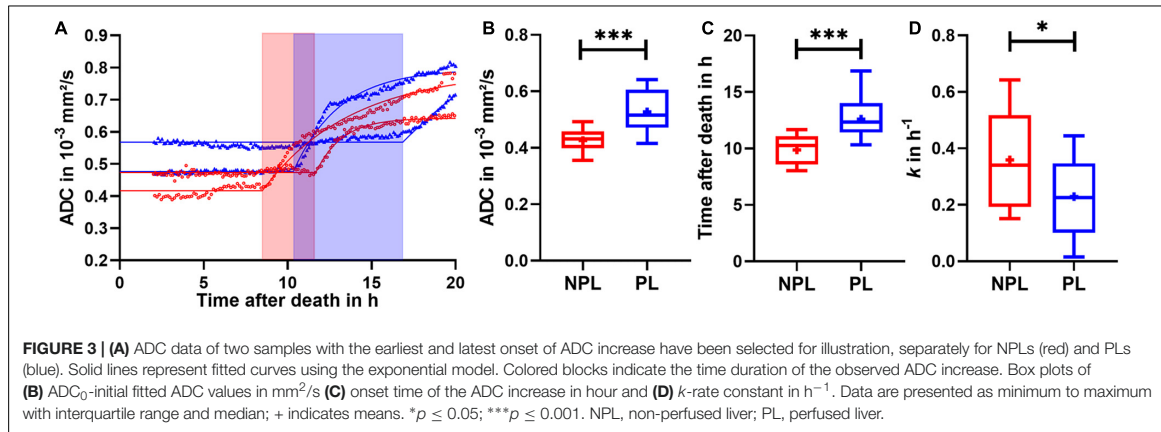 A
ADC in 10⁻³ mm²/s
0.9
0.8
0.7
0.6
0.5
0.4
0.3
0.2
0
5
10
15
20
Time after death in h
B
ADC in 10⁻³ mm²/s
0.8
0.6
0.4
0.2
0.0
***
NPL
PL
C
Time after death in h
20
15
10
5
0
***
NPL
PL
D
k in h⁻¹
0.8
0.6
0.4
0.2
0.0
*
NPL
PL
FIGURE 3 | (A) ADC data of two samples with the earliest and latest onset of ADC increase have been selected for illustration, separately for NPLs (red) and PLs
(blue). Solid lines represent fitted curves using the exponential model. Colored blocks indicate the time duration of the observed ADC increase. Box plots of
(B) ADC₀-initial fitted ADC values in mm²/s (C) onset time of the ADC increase in hour and (D) k-rate constant in h⁻¹. Data are presented as minimum to maximum
with interquartile range and median; + indicates means. *p ≤ 0.05; ***p ≤ 0.001. NPL, non-perfused liver; PL, perfused liver.